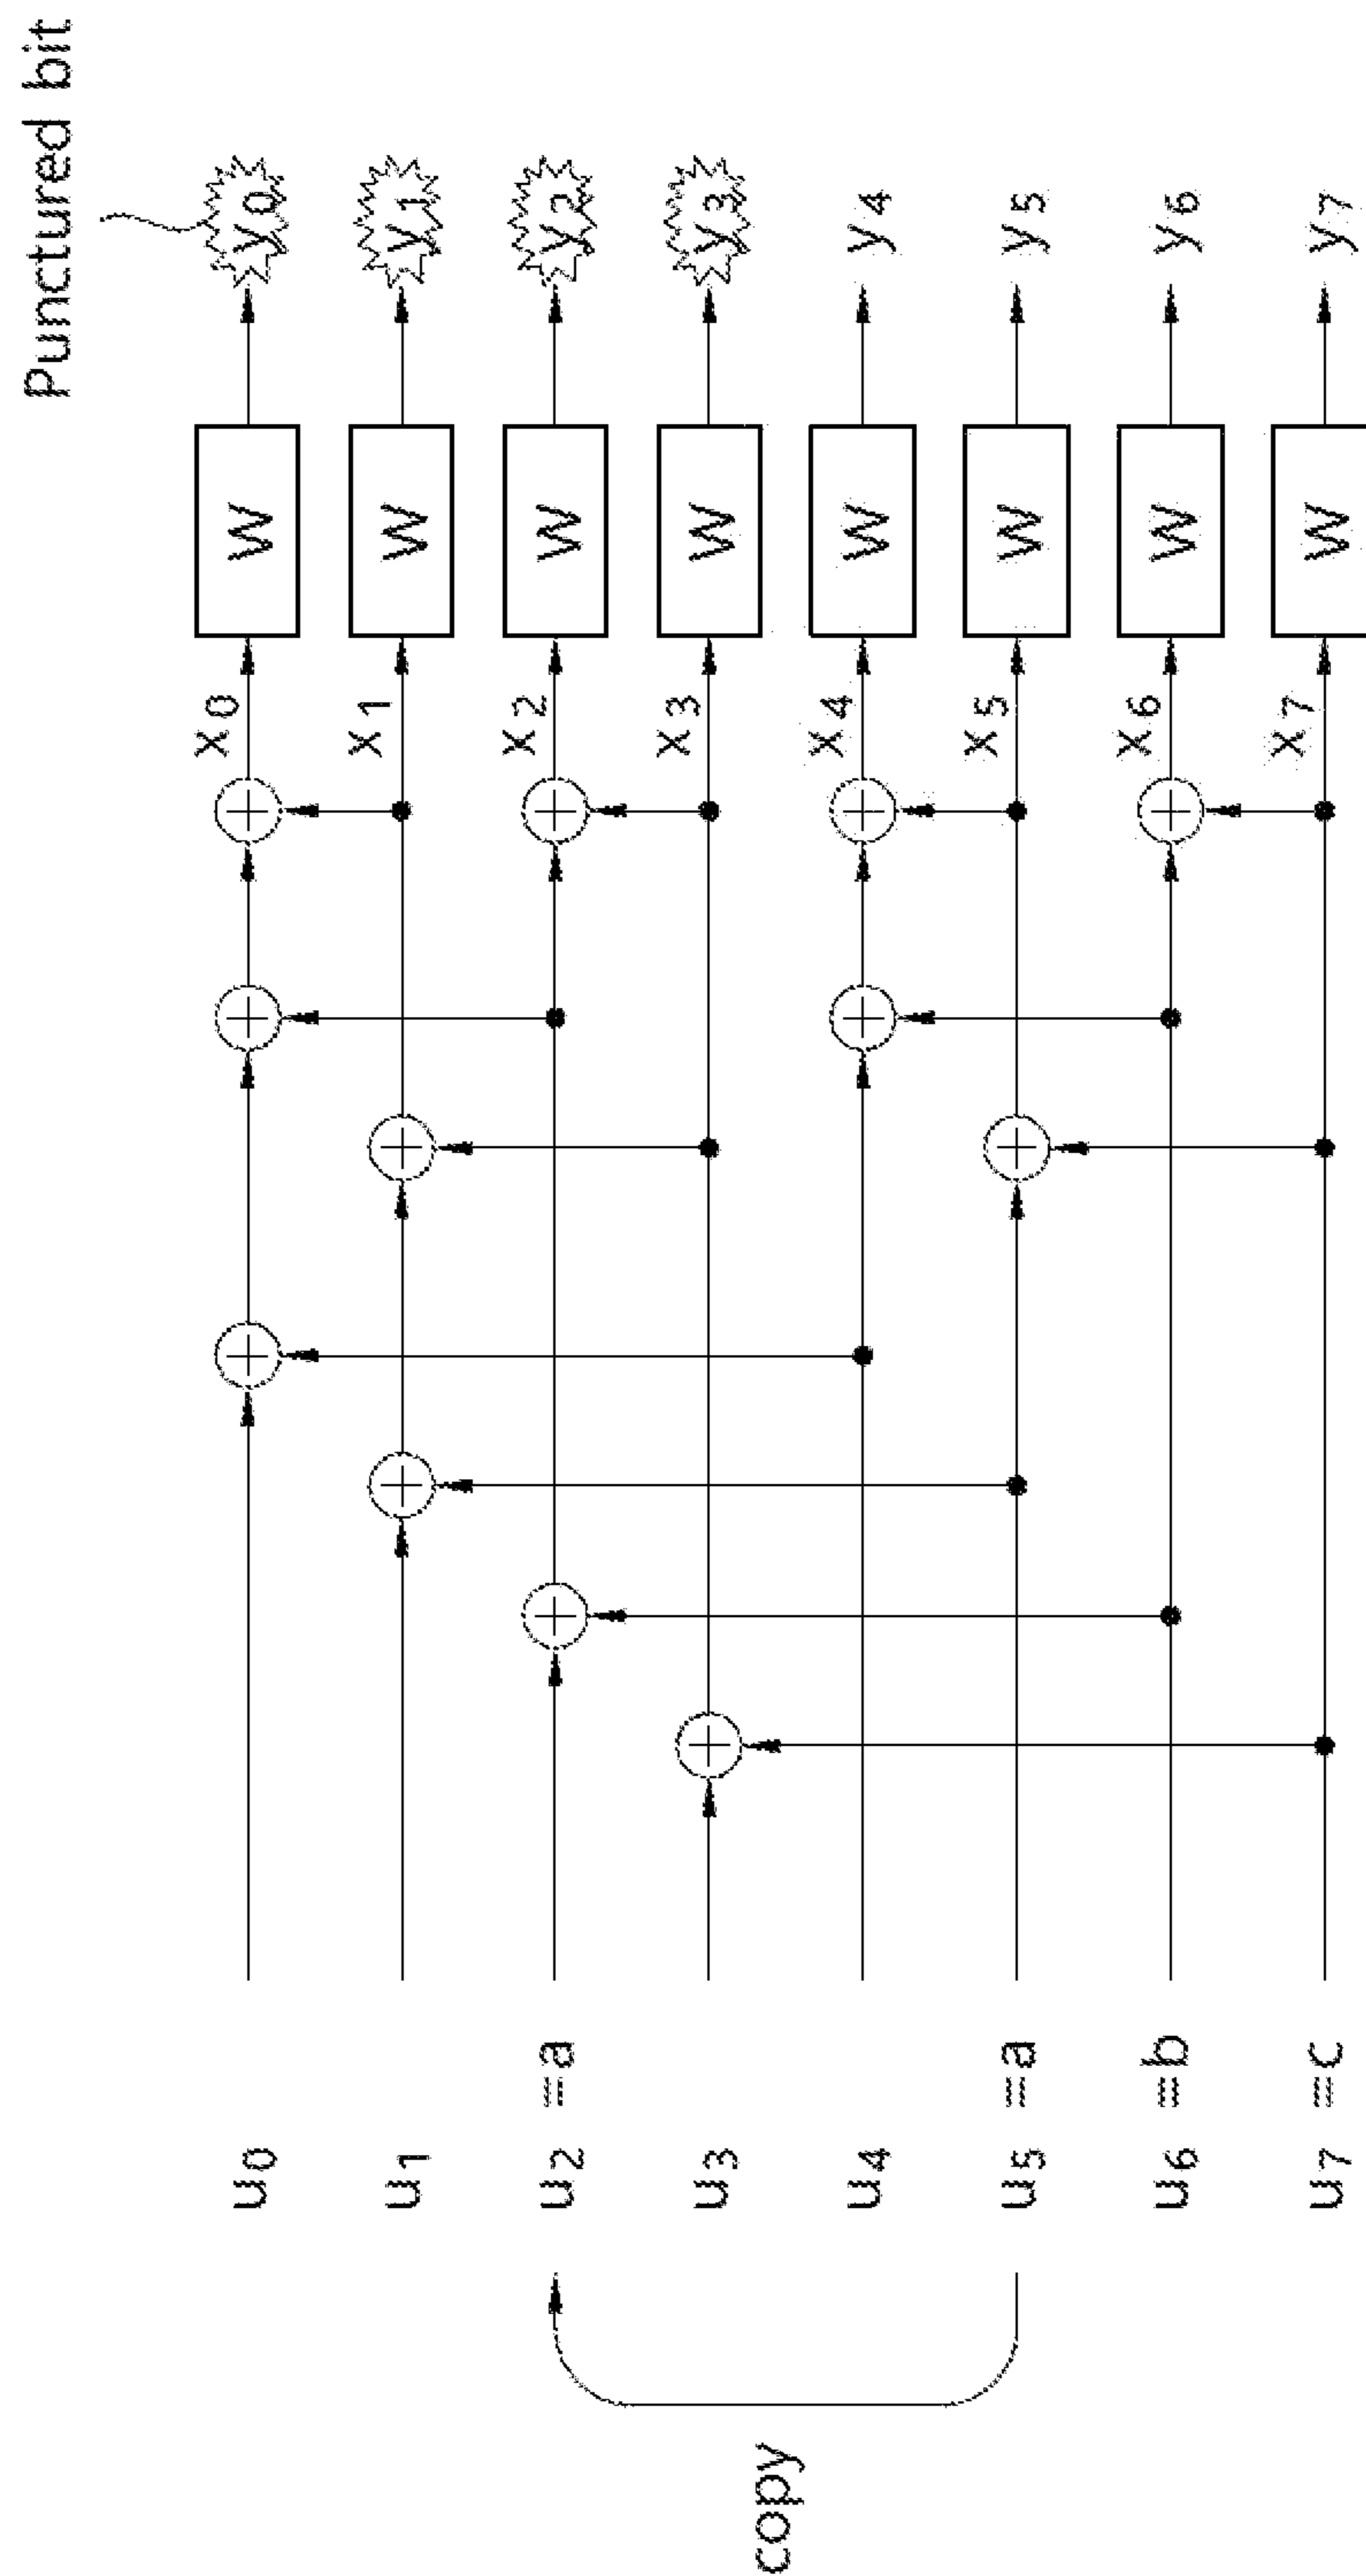 Punctured bit
u0 x0 W y0
u1 x1 W y1
u2 =a x2 W y2
u3 x3 W y3
u4 x4 W y4
u5 =a x5 W y5
u6 =b x6 W y6
u7 =c x7 W y7
copy